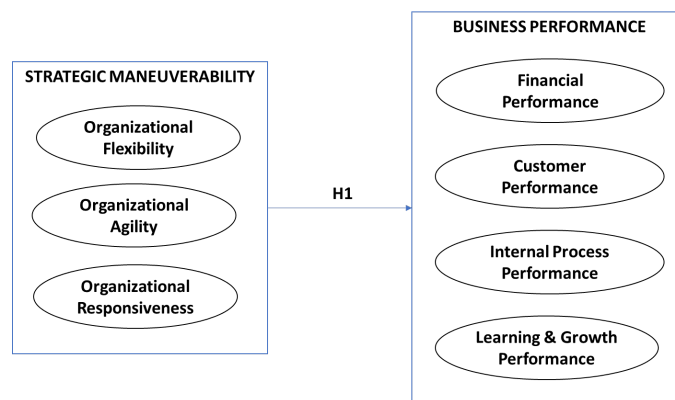 STRATEGIC MANEUVERABILITY
Organizational
Flexibility
Organizational
Agility
Organizational
Responsiveness
H1
BUSINESS PERFORMANCE
Financial
Performance
Customer
Performance
Internal Process
Performance
Learning & Growth
Performance